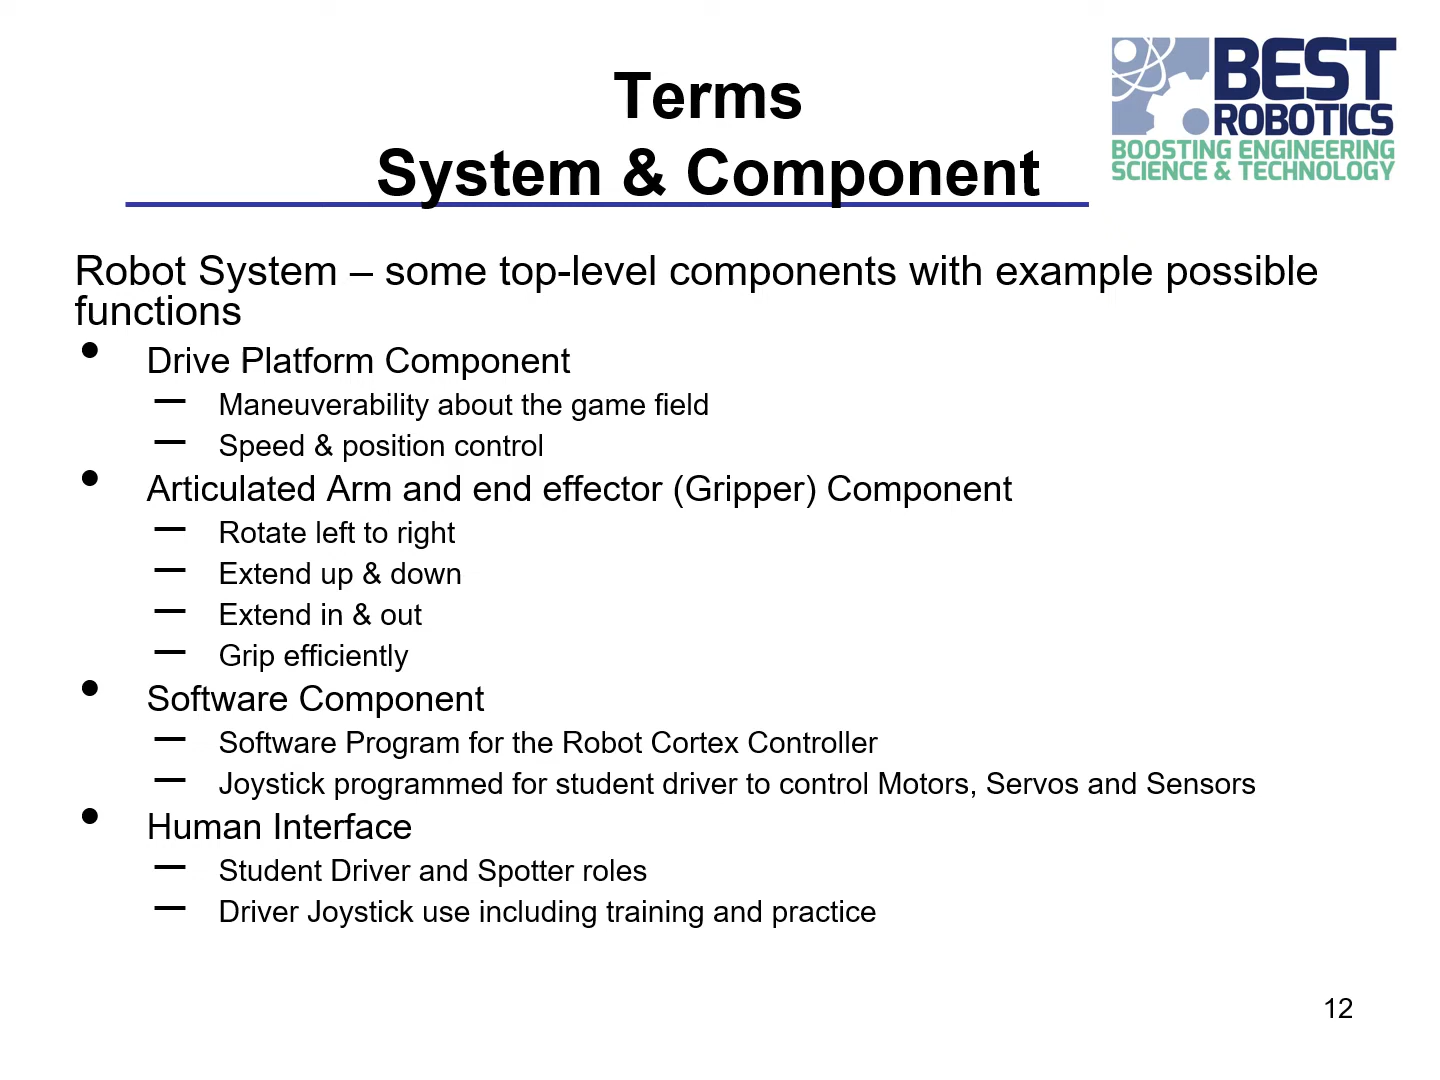 Terms
System & Component
BEST
ROBOTICS
BOOSTING ENGINEERING
SCIENCE & TECHNOLOGY
Robot System – some top-level components with example possible
functions
• Drive Platform Component
– Maneuverability about the game field
– Speed & position control
• Articulated Arm and end effector (Gripper) Component
– Rotate left to right
– Extend up & down
– Extend in & out
– Grip efficiently
• Software Component
– Software Program for the Robot Cortex Controller
– Joystick programmed for student driver to control Motors, Servos and Sensors
• Human Interface
– Student Driver and Spotter roles
– Driver Joystick use including training and practice
12